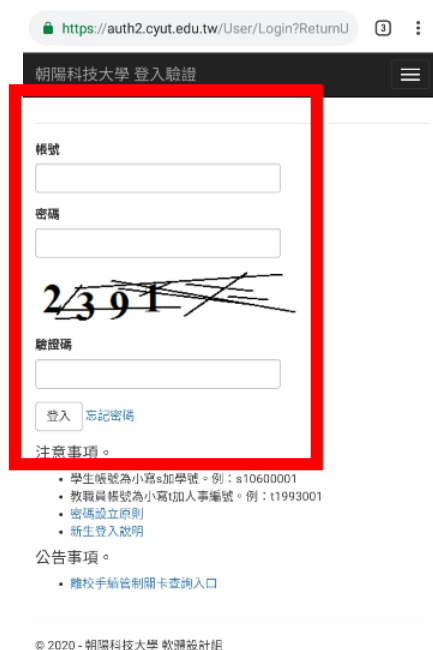 https://auth2.cyut.edu.tw/User/Login?ReturnU 3
朝陽科技大學 登入驗證
帳號
密碼
2391
驗證碼
登入 忘記密碼
注意事項。
學生帳號為小寫s加學號。例：s10600001
教職員帳號為小寫t加人事編號。例：t1993001
密碼設立原則
新生登入說明
公告事項。
離校手續管制關卡查詢入口
© 2020 - 朝陽科技大學 軟體設計組